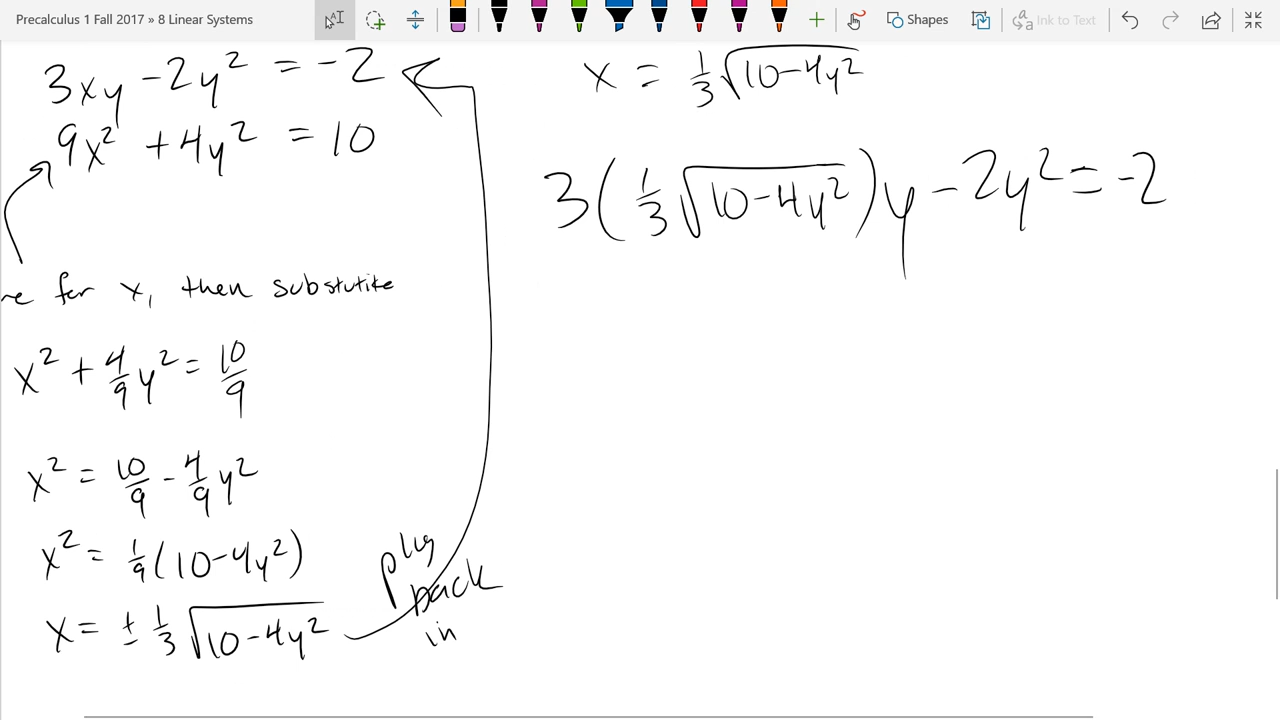 Precalculus 1 Fall 2017 » 8 Linear Systems
Shapes
Ink to Text
3xy - 2y² = -2
9x² + 4y² = 10
re for x, then substutite
x² + 4/9 y² = 10/9
x² = 10/9 - 4/9 y²
x² = 1/9 (10 - 4y²)
x = ± 1/3 √(10 - 4y²)
plug
back
in
x = 1/3 √(10 - 4y²)
3(1/3 √(10 - 4y²))y - 2y² = -2